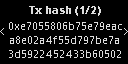 Tx hash (1/2)
0xe7055806b75e79eac
a8e02a4f55d797be7a
3d5922452433b60502